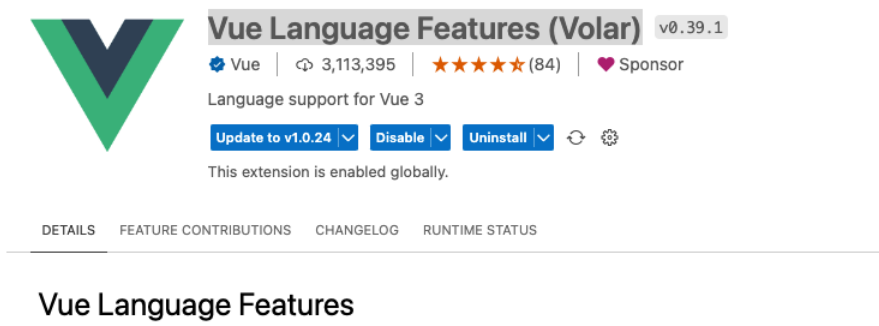 Vue Language Features (Volar) v0.39.1
Vue 3,113,395 (84) Sponsor
Language support for Vue 3
Update to v1.0.24 Disable Uninstall
This extension is enabled globally.
DETAILS FEATURE CONTRIBUTIONS CHANGELOG RUNTIME STATUS
Vue Language Features